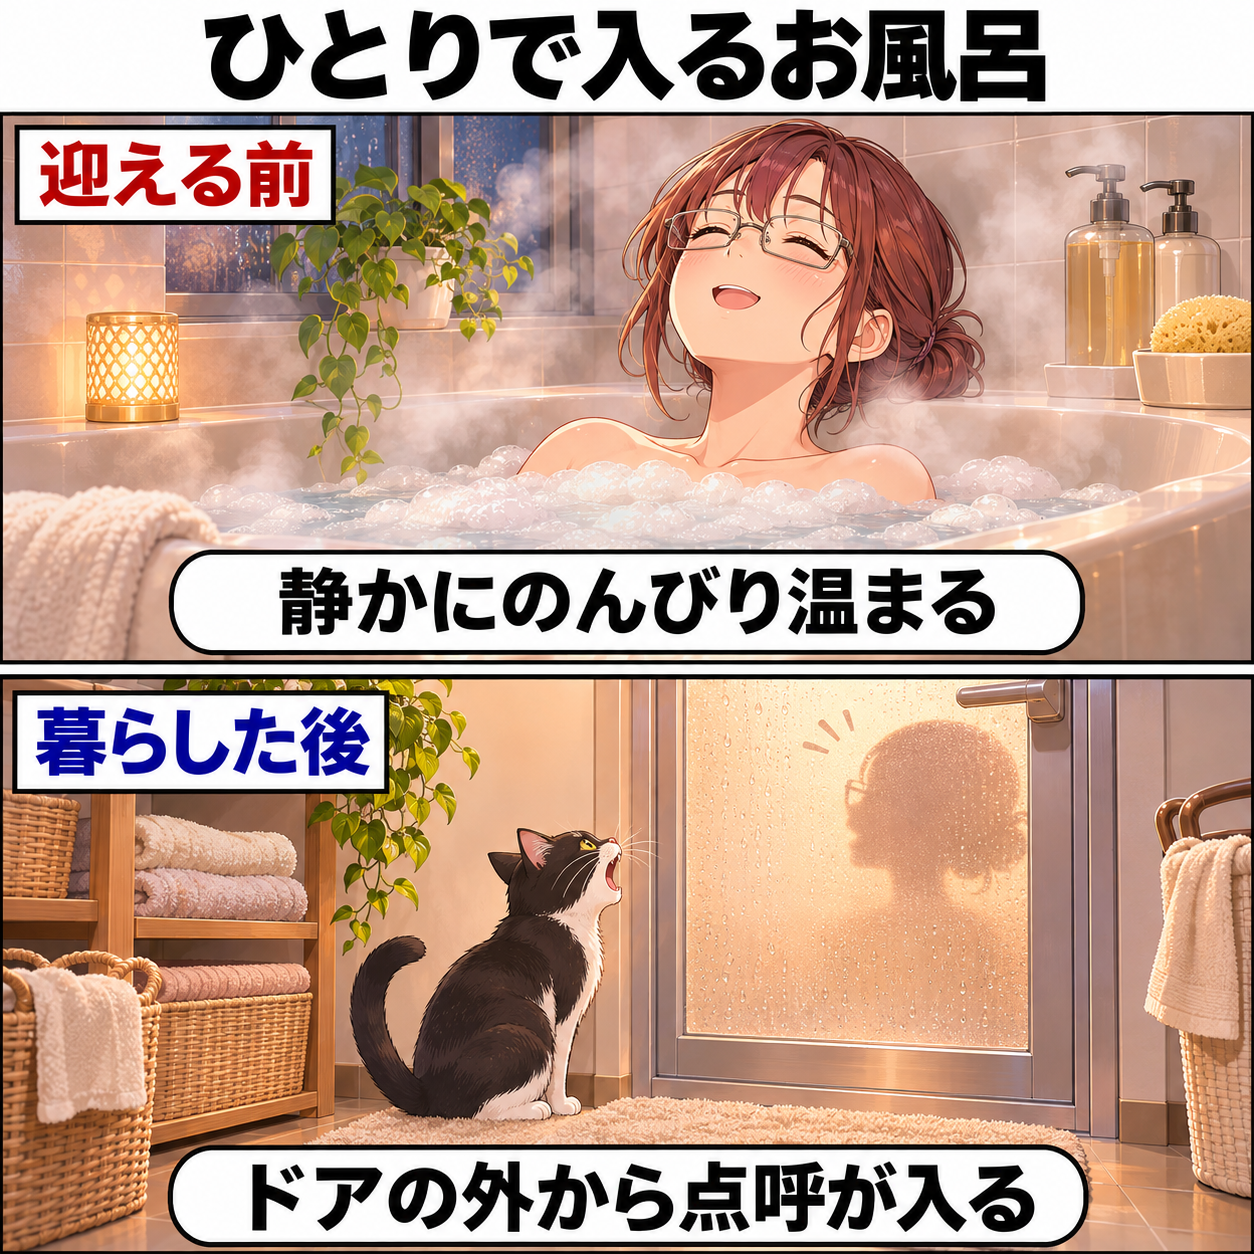 ひとりで入るお風呂
迎える前
静かにのんびり温まる
暮らした後
ドアの外から点呼が入る